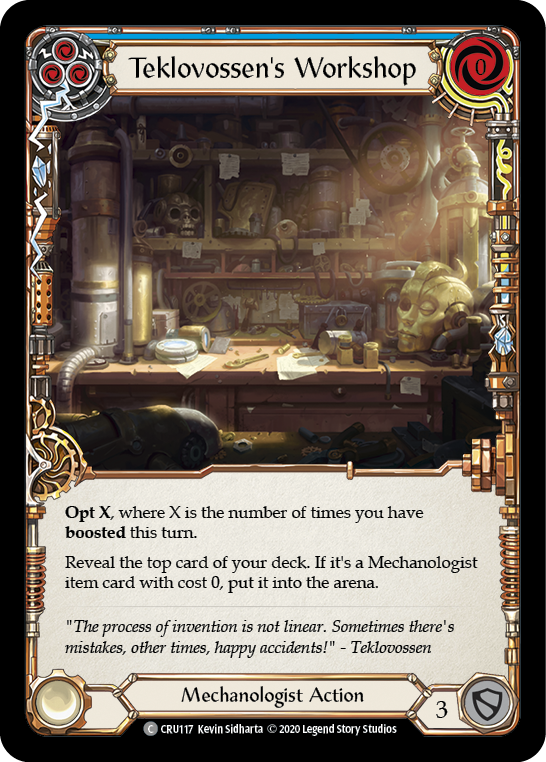 Teklovossen's Workshop
0
Opt X, where X is the number of times you have
boosted this turn.
Reveal the top card of your deck. If it's a Mechanologist
item card with cost 0, put it into the arena.
"The process of invention is not linear. Sometimes there's
mistakes, other times, happy accidents!" - Teklovossen
Mechanologist Action
3
C CRU117 Kevin Sidharta © 2020 Legend Story Studios